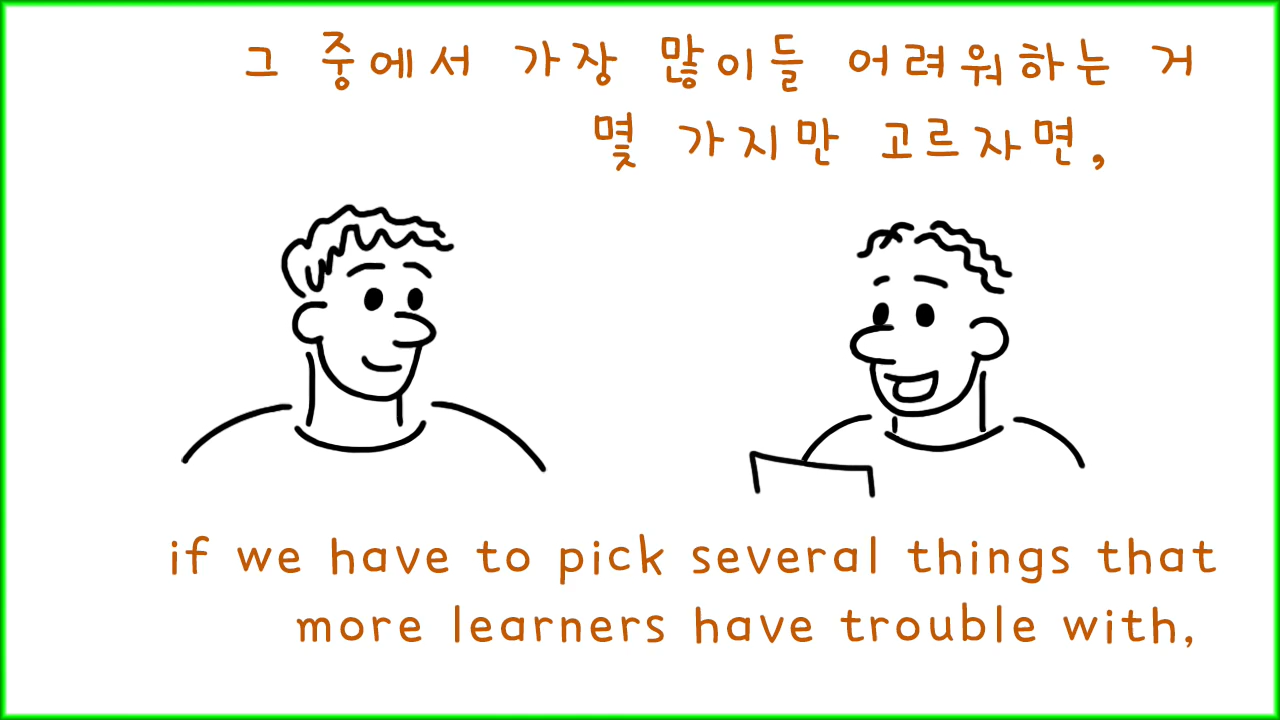 그 중에서 가장 많이들 어려워하는 거
몇 가지만 고르자면,
if we have to pick several things that
more learners have trouble with,